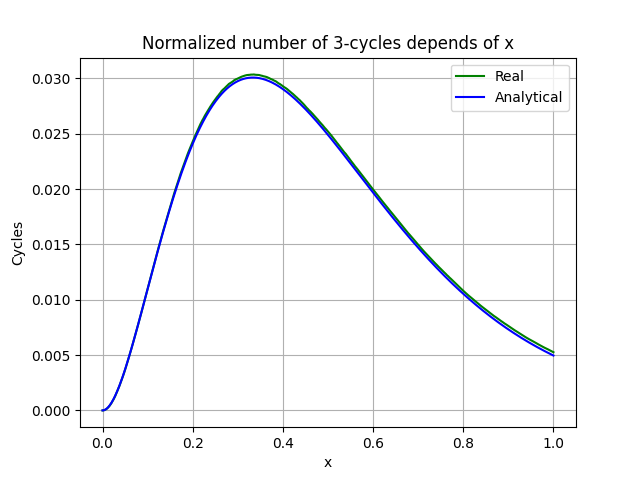 Normalized number of 3-cycles depends of x
Real
Analytical
Cycles
0.030
0.025
0.020
0.015
0.010
0.005
0.000
0.0 0.2 0.4 0.6 0.8 1.0
x